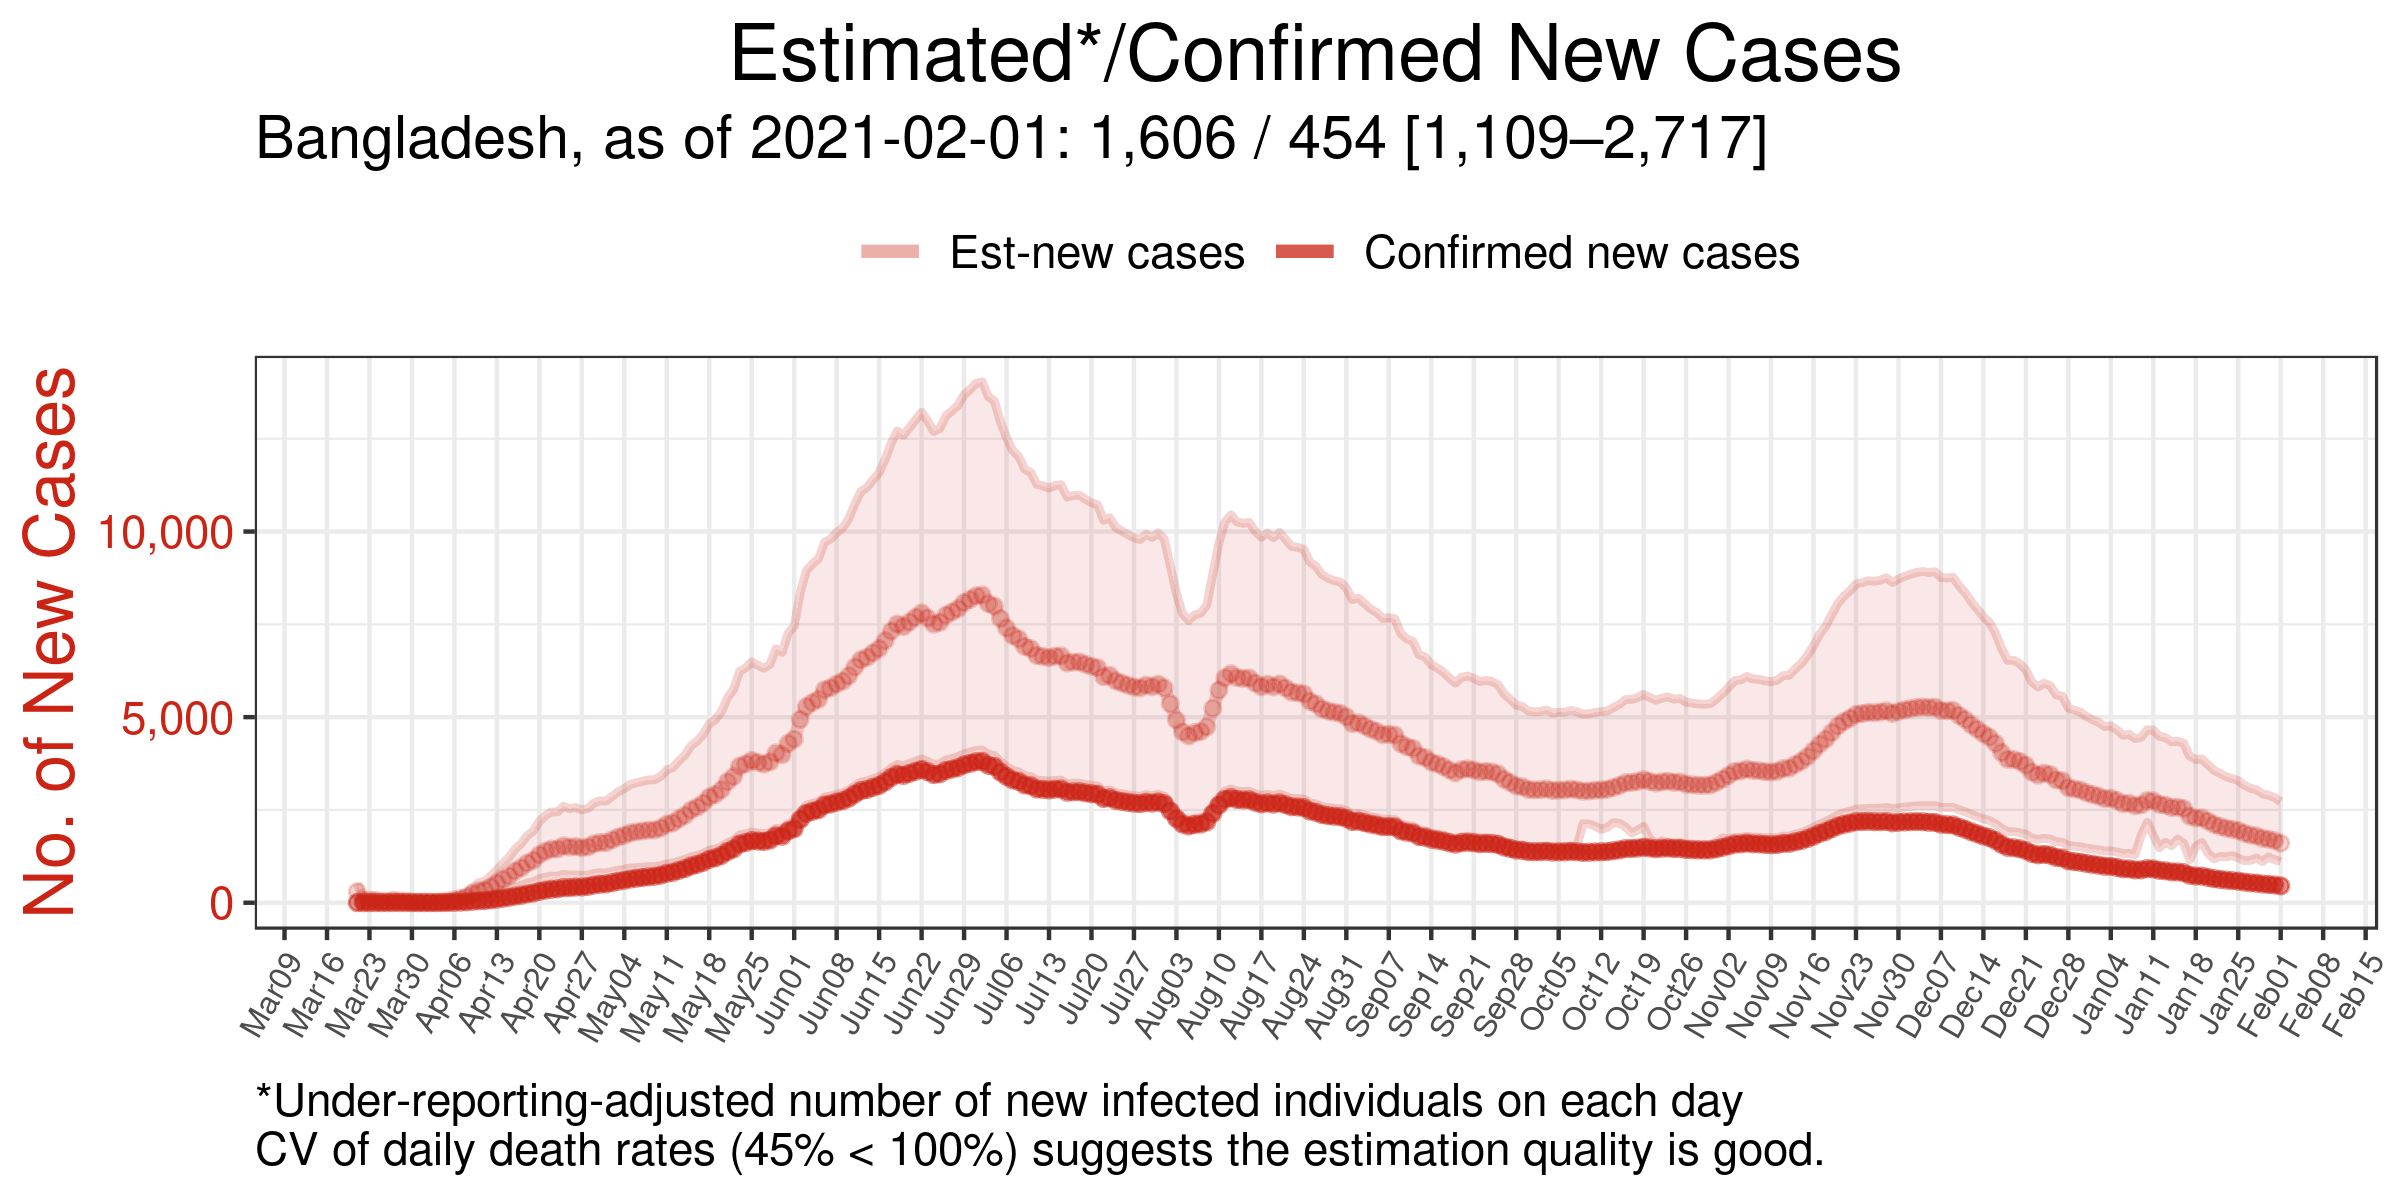 Estimated*/Confirmed New Cases
Bangladesh, as of 2021-02-01: 1,606 / 454 [1,109–2,717]
Est-new cases
Confirmed new cases
No. of New Cases
10,000
5,000
0
Mar09
Mar16
Mar23
Mar30
Apr06
Apr13
Apr20
Apr27
May04
May11
May18
May25
Jun01
Jun08
Jun15
Jun22
Jun29
Jul06
Jul13
Jul20
Jul27
Aug03
Aug10
Aug17
Aug24
Aug31
Sep07
Sep14
Sep21
Sep28
Oct05
Oct12
Oct19
Oct26
Nov02
Nov09
Nov16
Nov23
Nov30
Dec07
Dec14
Dec21
Dec28
Jan04
Jan11
Jan18
Jan25
Feb01
Feb08
Feb15
*Under-reporting-adjusted number of new infected individuals on each day
CV of daily death rates (45% < 100%) suggests the estimation quality is good.